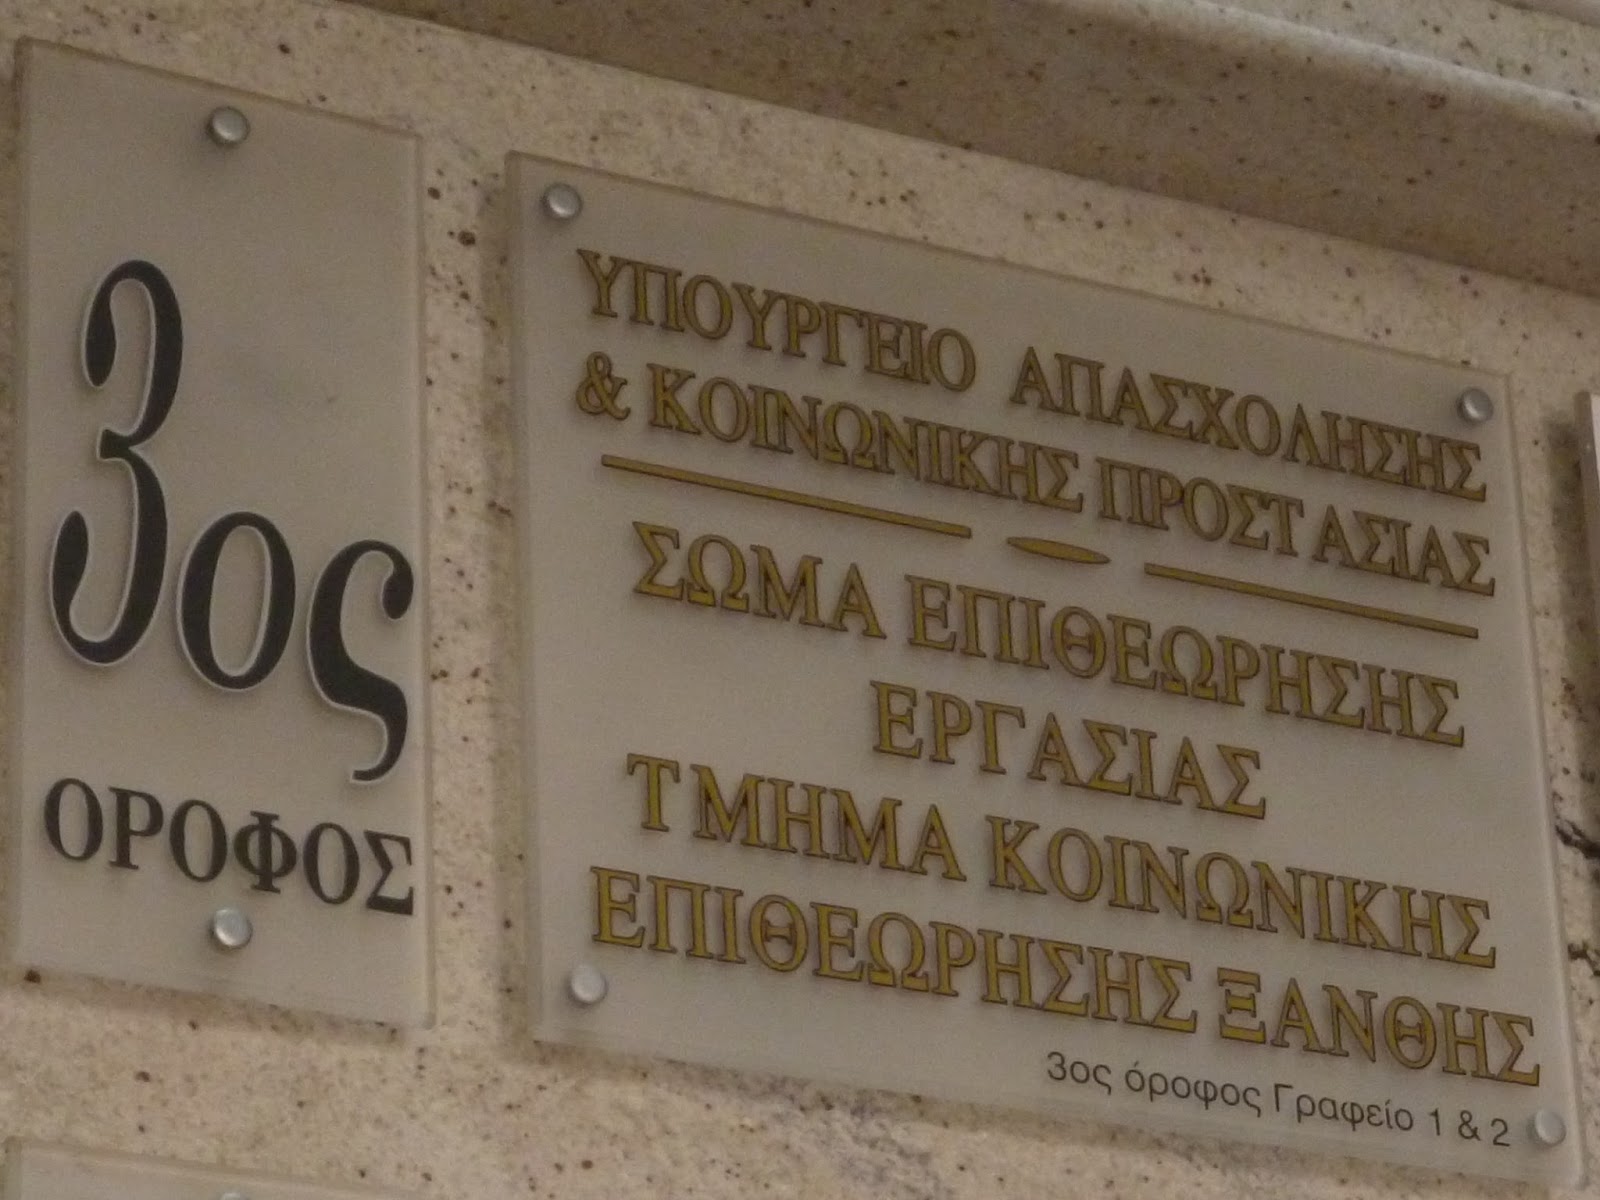 3ος
ΟΡΟΦΟΣ
ΥΠΟΥΡΓΕΙΟ ΑΠΑΣΧΟΛΗΣΗΣ
& ΚΟΙΝΩΝΙΚΗΣ ΠΡΟΣΤΑΣΙΑΣ
ΣΩΜΑ ΕΠΙΘΕΩΡΗΣΗΣ
ΕΡΓΑΣΙΑΣ
ΤΜΗΜΑ ΚΟΙΝΩΝΙΚΗΣ
ΕΠΙΘΕΩΡΗΣΗΣ ΞΑΝΘΗΣ
3ος όροφος Γραφείο 1 & 2